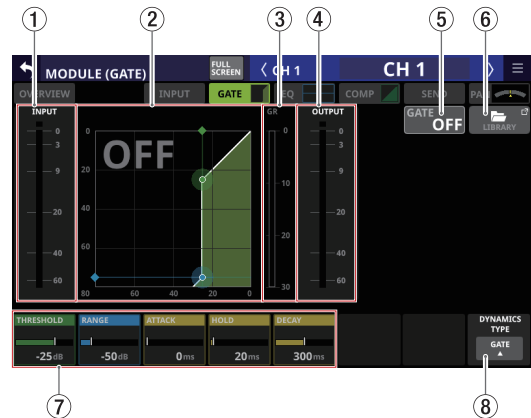 1 2 3 4 5 6
MODULE (GATE)
FULL
SCREEN
CH 1
CH 1
OVERVIEW INPUT GATE EQ COMP SEND PAN
INPUT
GR
OUTPUT
GATE
OFF
LIBRARY
OFF
0
3
9
20
40
60
0
20
40
60
80 60 40 20 0
0
10
20
30
0
3
9
20
40
60
THRESHOLD RANGE ATTACK HOLD DECAY
-25dB -50dB 0ms 20ms 300ms
DYNAMICS
TYPE
GATE
7 8